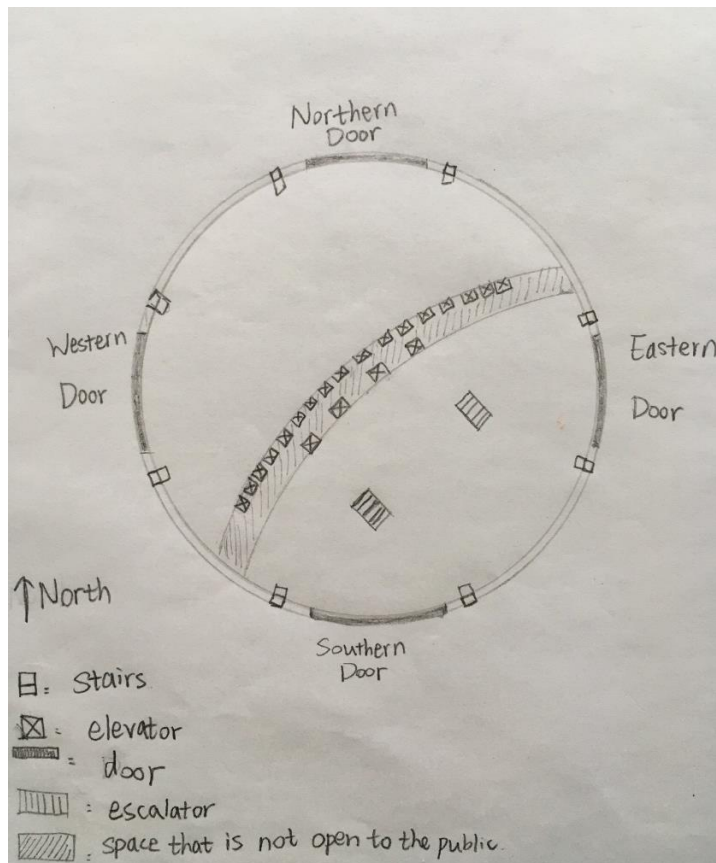 Northern
Door
Western
Door
Eastern
Door
↑North
Southern
Door
: Stairs
: elevator
= door
: escalator
: space that is not open to the public.